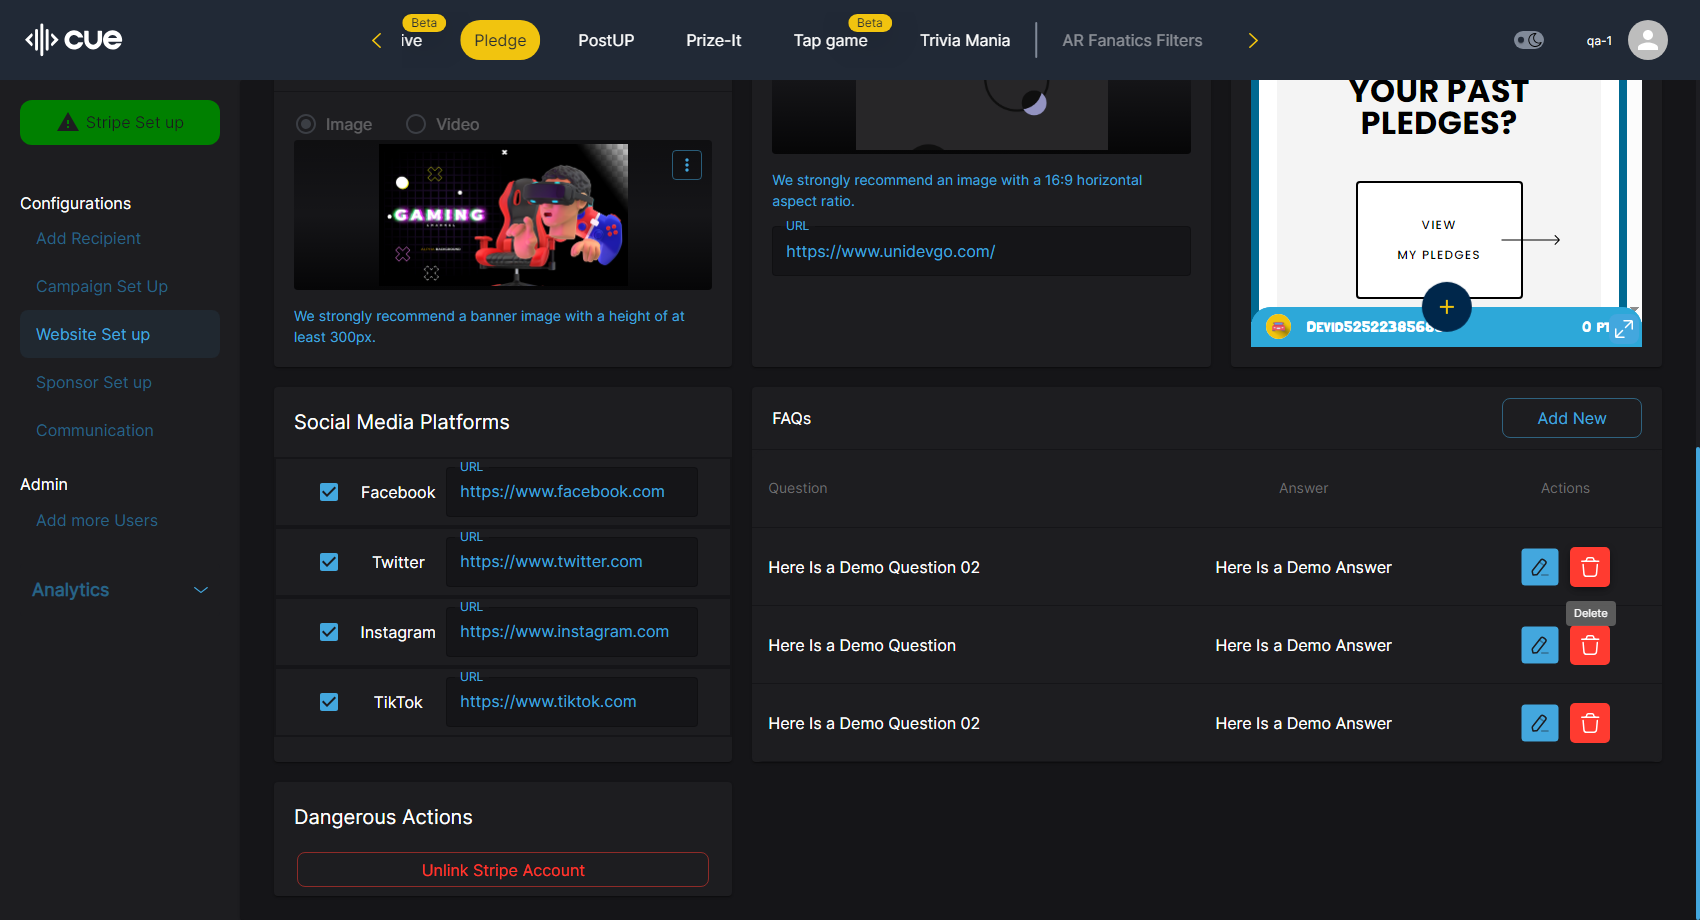 cue
Beta
ive
Pledge
PostUP
Prize-It
Beta
Tap game
Trivia Mania
AR Fanatics Filters
qa-1
Stripe Set up
Configurations
Add Recipient
Campaign Set Up
Website Set up
Sponsor Set up
Communication
Admin
Add more Users
Analytics
Image
Video
GAMING
We strongly recommend a banner image with a height of at
least 300px.
We strongly recommend an image with a 16:9 horizontal
aspect ratio.
URL
https://www.unidevgo.com/
YOUR PAST
PLEDGES?
VIEW
MY PLEDGES
0 PT
Social Media Platforms
Facebook
URL
https://www.facebook.com
Twitter
URL
https://www.twitter.com
Instagram
URL
https://www.instagram.com
TikTok
URL
https://www.tiktok.com
FAQs
Add New
Question Answer Actions
Here Is a Demo Question 02 Here Is a Demo Answer
Delete
Here Is a Demo Question Here Is a Demo Answer
Here Is a Demo Question 02 Here Is a Demo Answer
Dangerous Actions
Unlink Stripe Account